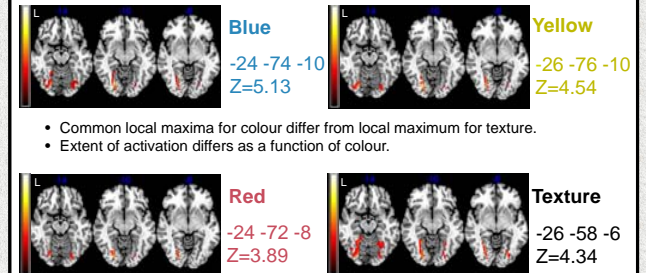 L
Blue
-24 -74 -10
Z=5.13
L
Yellow
-26 -76 -10
Z=4.54
• Common local maxima for colour differ from local maximum for texture.
• Extent of activation differs as a function of colour.
L
Red
-24 -72 -8
Z=3.89
L
Texture
-26 -58 -6
Z=4.34